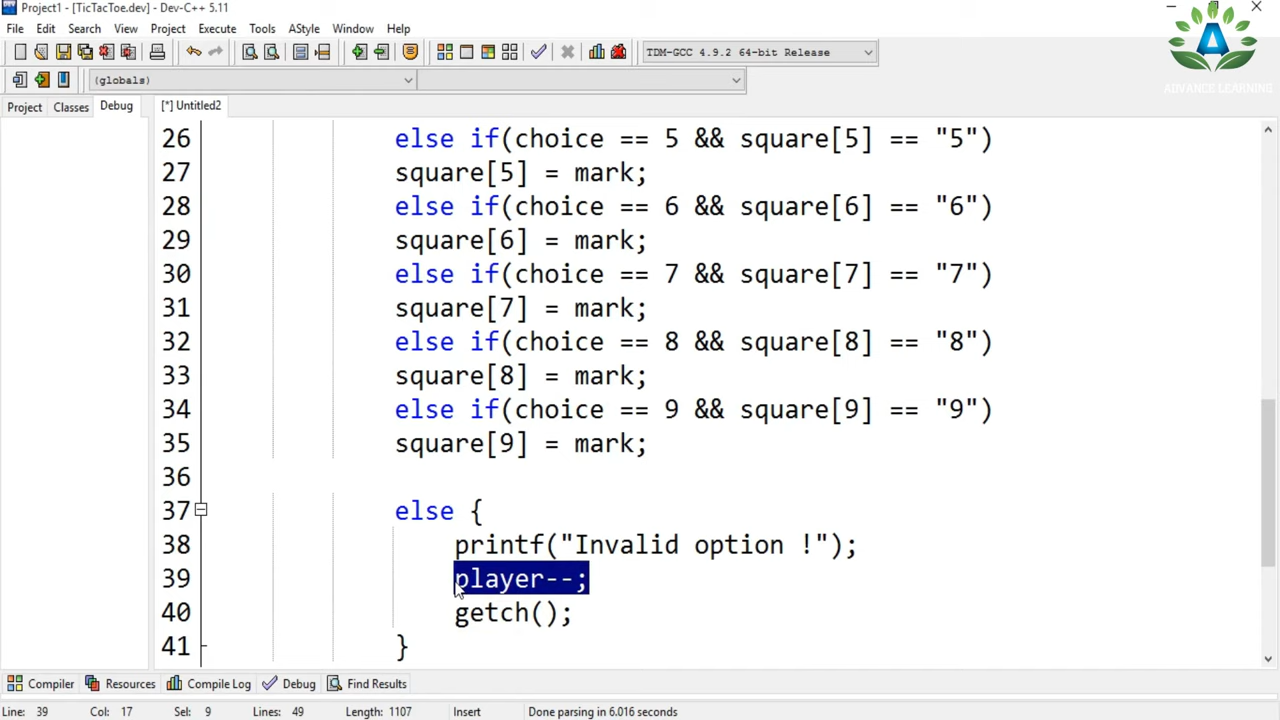 Project1 - [TicTacToe.dev] - Dev-C++ 5.11
File Edit Search View Project Execute Tools AStyle Window Help
TDM-GCC 4.9.2 64-bit Release
(globals)
ADVANCE LEARNING
Project Classes Debug [*] Untitled2
26 else if(choice == 5 && square[5] == "5")
27 square[5] = mark;
28 else if(choice == 6 && square[6] == "6")
29 square[6] = mark;
30 else if(choice == 7 && square[7] == "7")
31 square[7] = mark;
32 else if(choice == 8 && square[8] == "8")
33 square[8] = mark;
34 else if(choice == 9 && square[9] == "9")
35 square[9] = mark;
36
37 else {
38 printf("Invalid option !");
39 player--;
40 getch();
41 }
Compiler Resources Compile Log Debug Find Results
Line: 39 Col: 17 Sel: 9 Lines: 49 Length: 1107 Insert Done parsing in 6.016 seconds